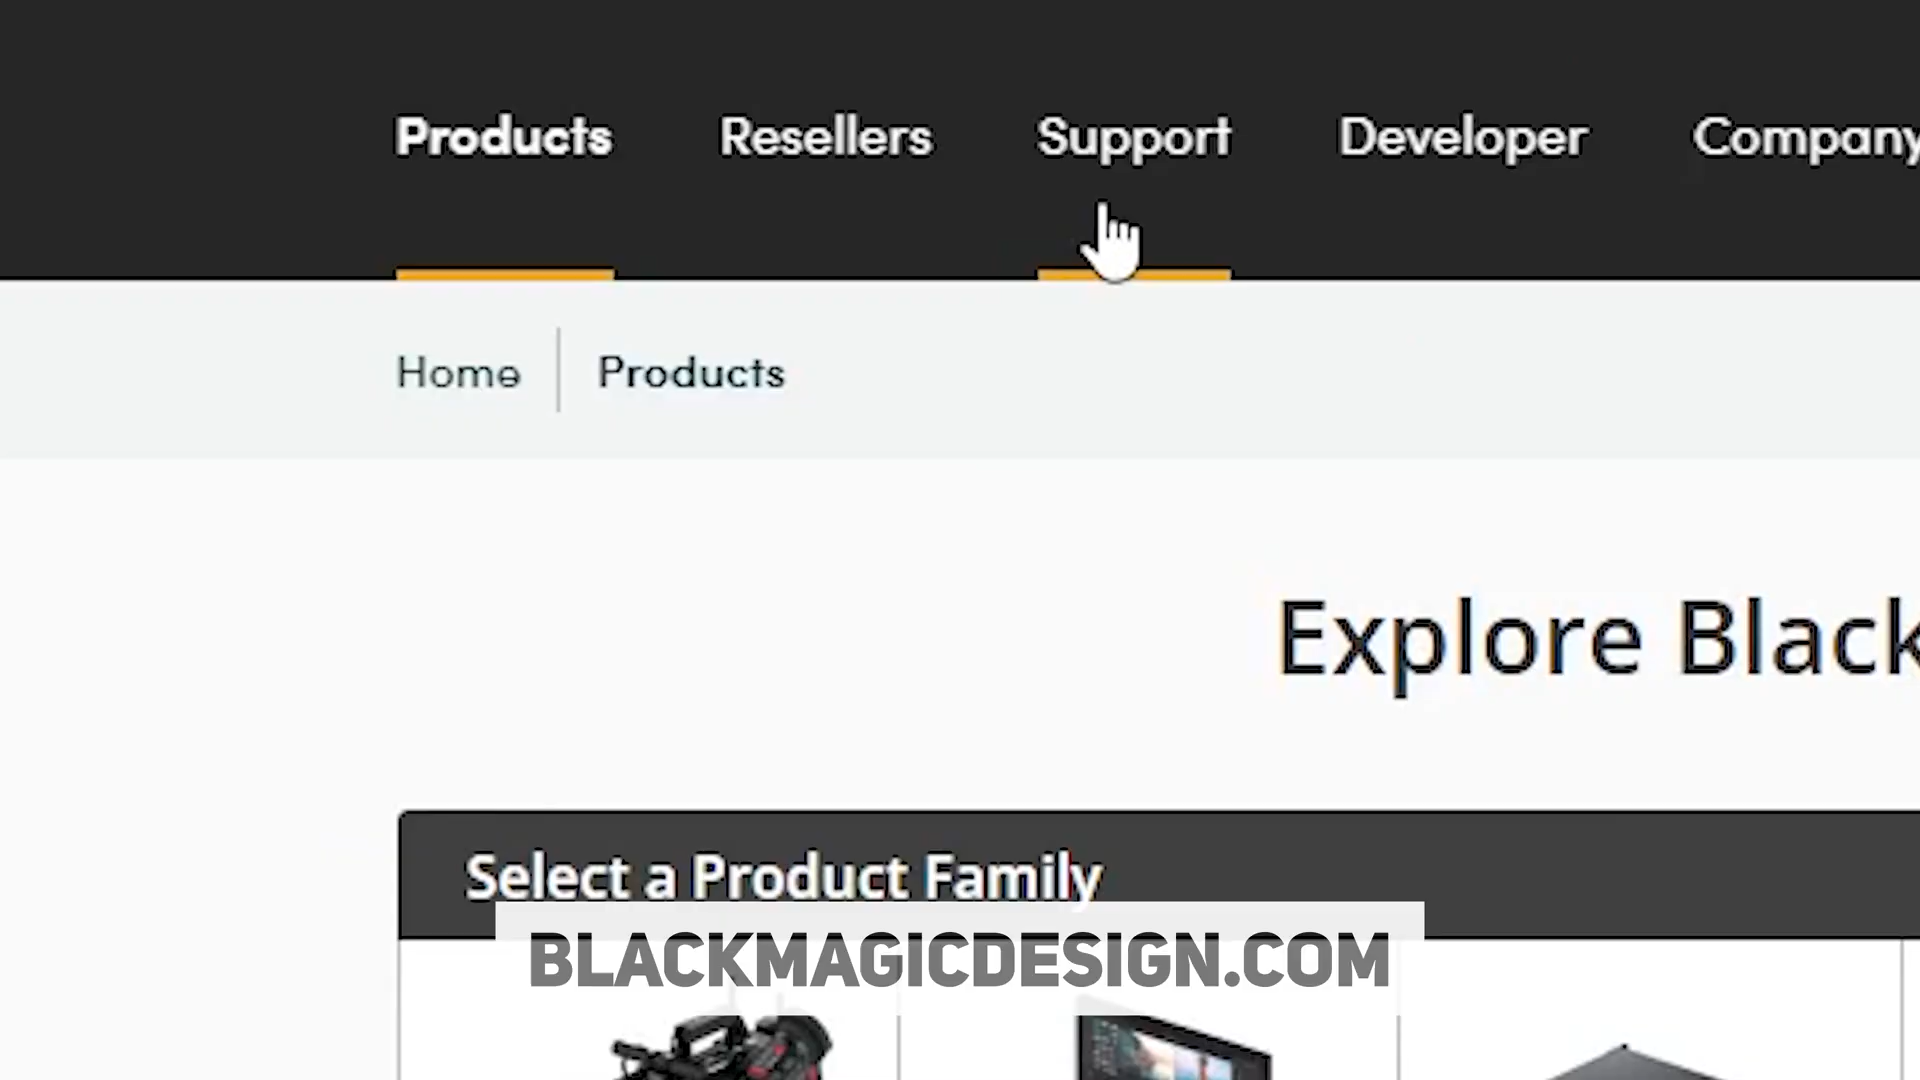 Products Resellers Support Developer Company
Home Products
Explore Black
Select a Product Family
BLACKMAGICDESIGN.COM